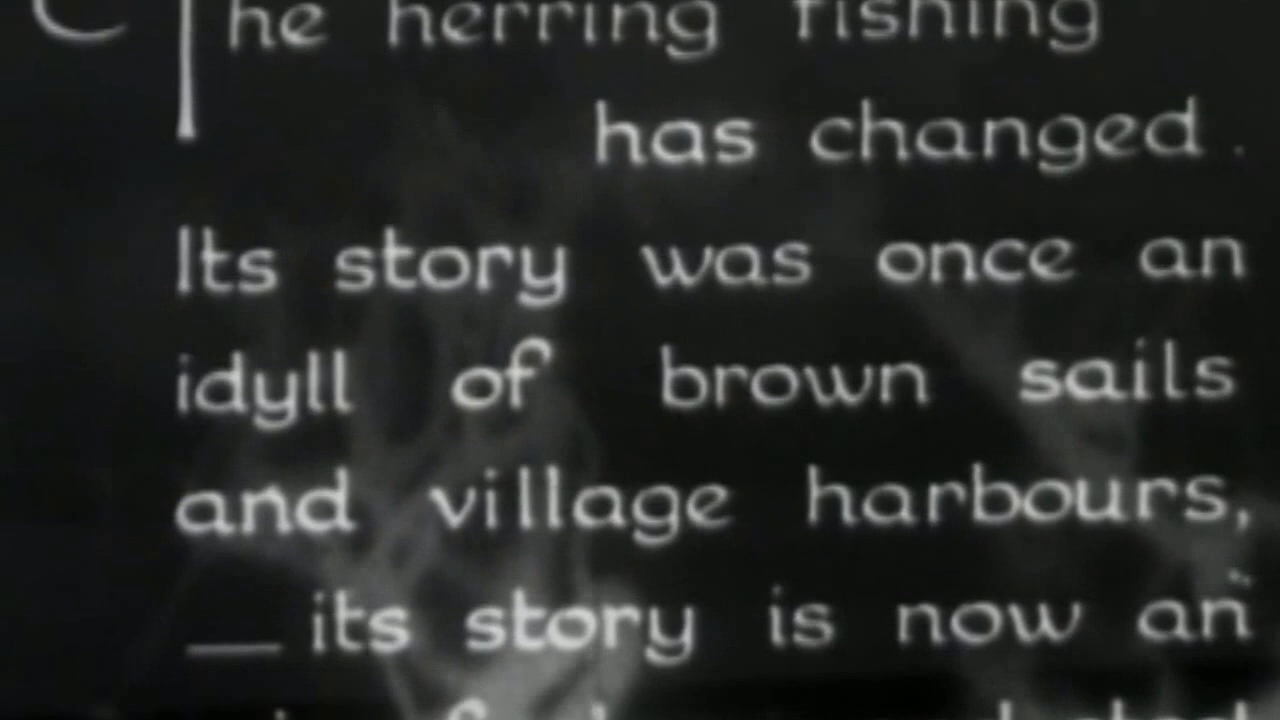 The herring fishing
has changed.
Its story was once an
idyll of brown sails
and village harbours,
— its story is now an